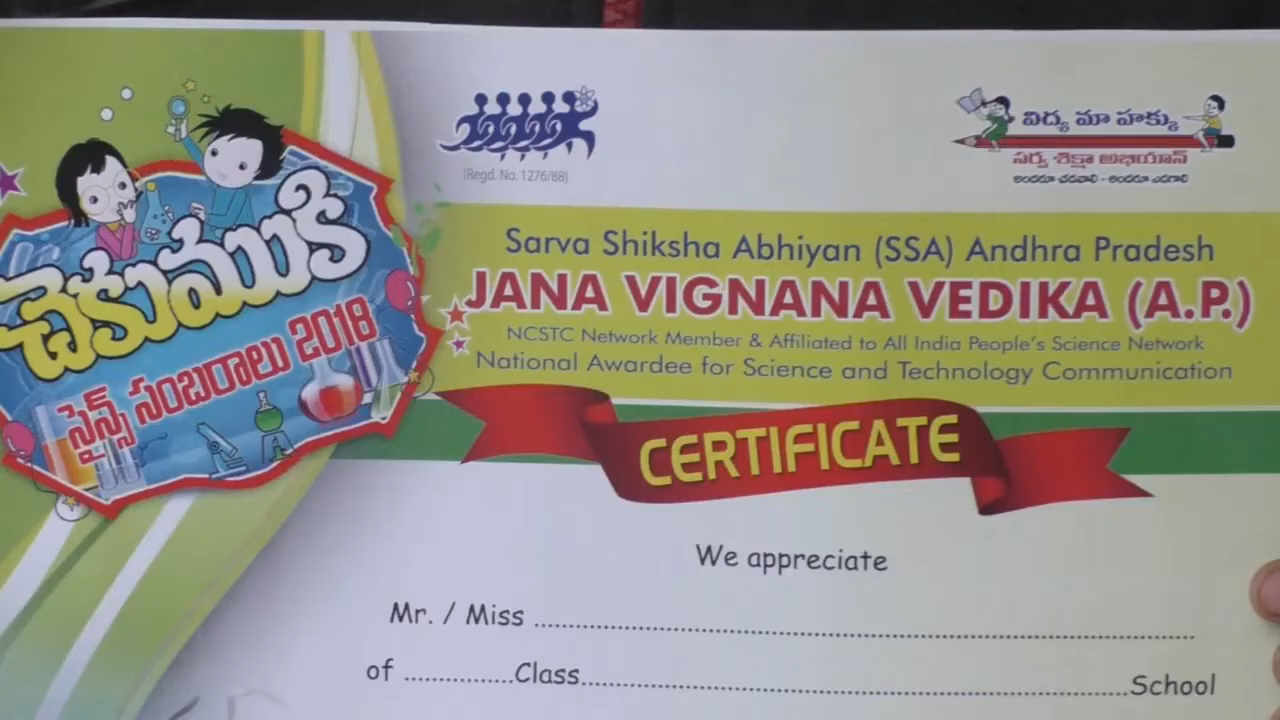 చెకుముకి
సైన్స్ సంబరాలు 2018
(Regd. No. 1276/88)
విద్య మా హక్కు
సర్వ శిక్షా అభియాన్
అందరూ చదవాలి - అందరూ ఎదగాలి
Sarva Shiksha Abhiyan (SSA) Andhra Pradesh
JANA VIGNANA VEDIKA (A.P.)
NCSTC Network Member & Affiliated to All India People's Science Network
National Awardee for Science and Technology Communication
CERTIFICATE
We appreciate
Mr. / Miss ..............................................................................
of ...............Class..............................................................................School